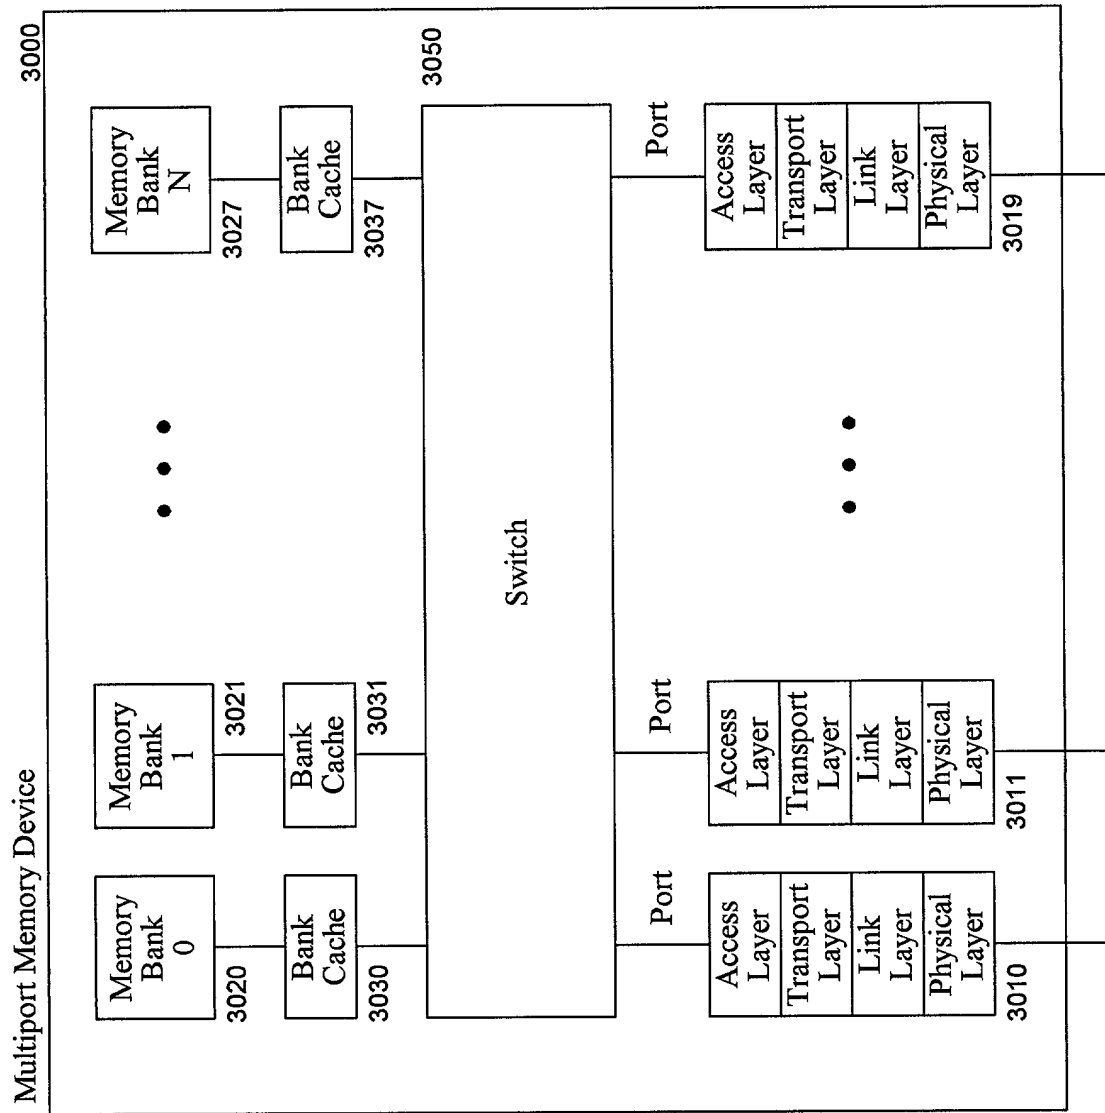 Multiport Memory Device
3000
Memory
Bank
0
3020
Memory
Bank
1
3021
Memory
Bank
N
3027
Bank
Cache
3030
Bank
Cache
3031
Bank
Cache
3037
3050
Switch
Port
Port
Port
Access
Layer
Transport
Layer
Link
Layer
Physical
Layer
3010
Access
Layer
Transport
Layer
Link
Layer
Physical
Layer
3011
Access
Layer
Transport
Layer
Link
Layer
Physical
Layer
3019